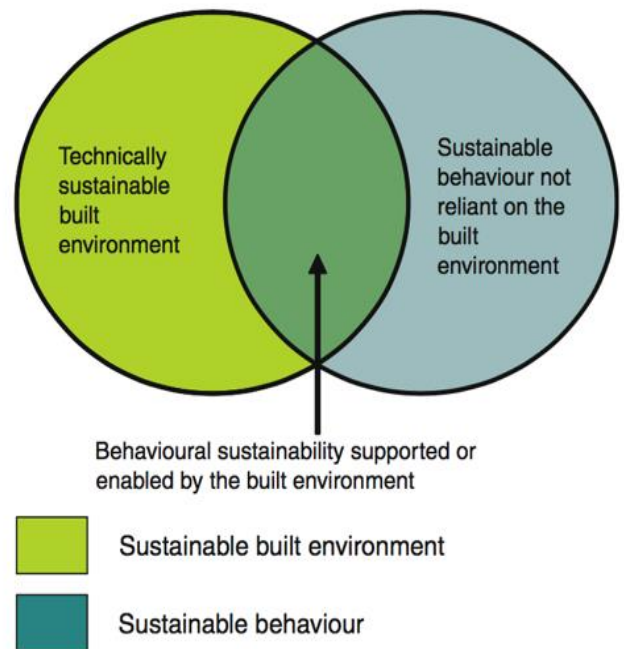 Technically
sustainable
built
environment
Sustainable
behaviour not
reliant on the
built
environment
Behavioural sustainability supported or
enabled by the built environment
Sustainable built environment
Sustainable behaviour